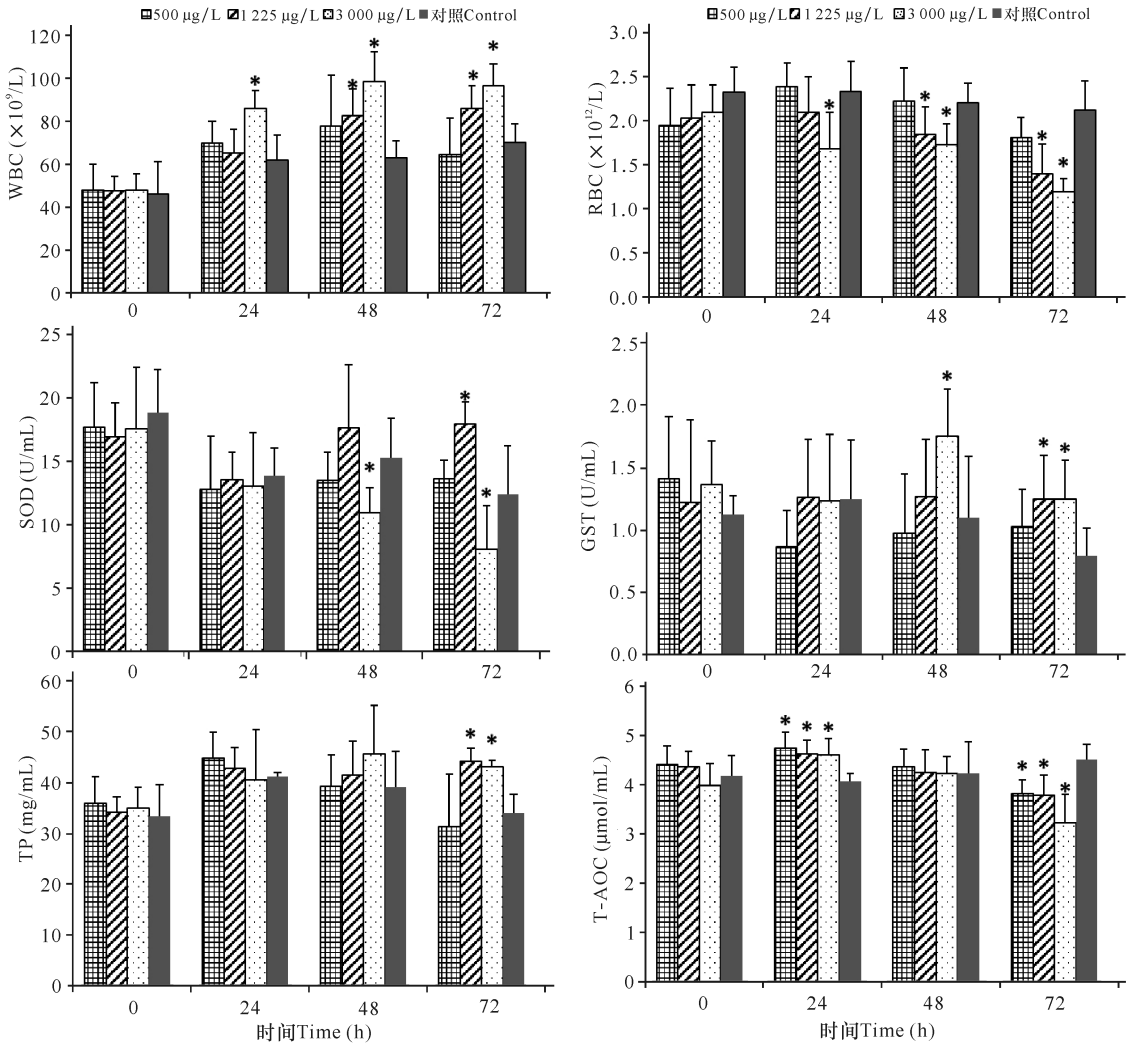 500 μg/L 1 225 μg/L 3 000 μg/L 对照Control
WBC (×10⁹/L)
120
100
80
60
40
20
0
* * * * *
0 24 48 72
500 μg/L 1 225 μg/L 3 000 μg/L 对照Control
RBC (×10¹²/L)
3.0
2.5
2.0
1.5
1.0
0.5
0.0
* * * * *
0 24 48 72
SOD (U/mL)
25
20
15
10
5
0
* * *
0 24 48 72
GST (U/mL)
2.5
2.0
1.5
1.0
0.5
0.0
* * *
0 24 48 72
TP (mg/mL)
60
50
40
30
20
10
0
* *
0 24 48 72
时间Time (h)
T-AOC (μmol/mL)
6
5
4
3
2
1
0
* * * * * *
0 24 48 72
时间Time (h)